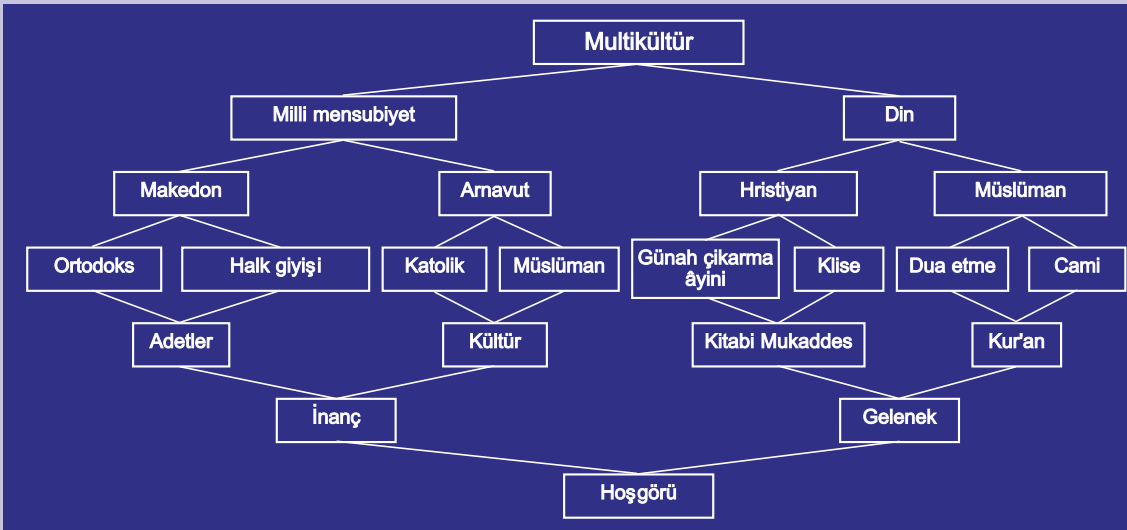 Multikültür
Milli mensubiyet
Din
Makedon
Arnavut
Hristiyan
Müslüman
Ortodoks
Halk giyişi
Katolik
Müslüman
Günah çikarma
âyini
Klise
Dua etme
Cami
Adetler
Kültür
Kitabi Mukaddes
Kur'an
İnanç
Gelenek
Hoşgörü